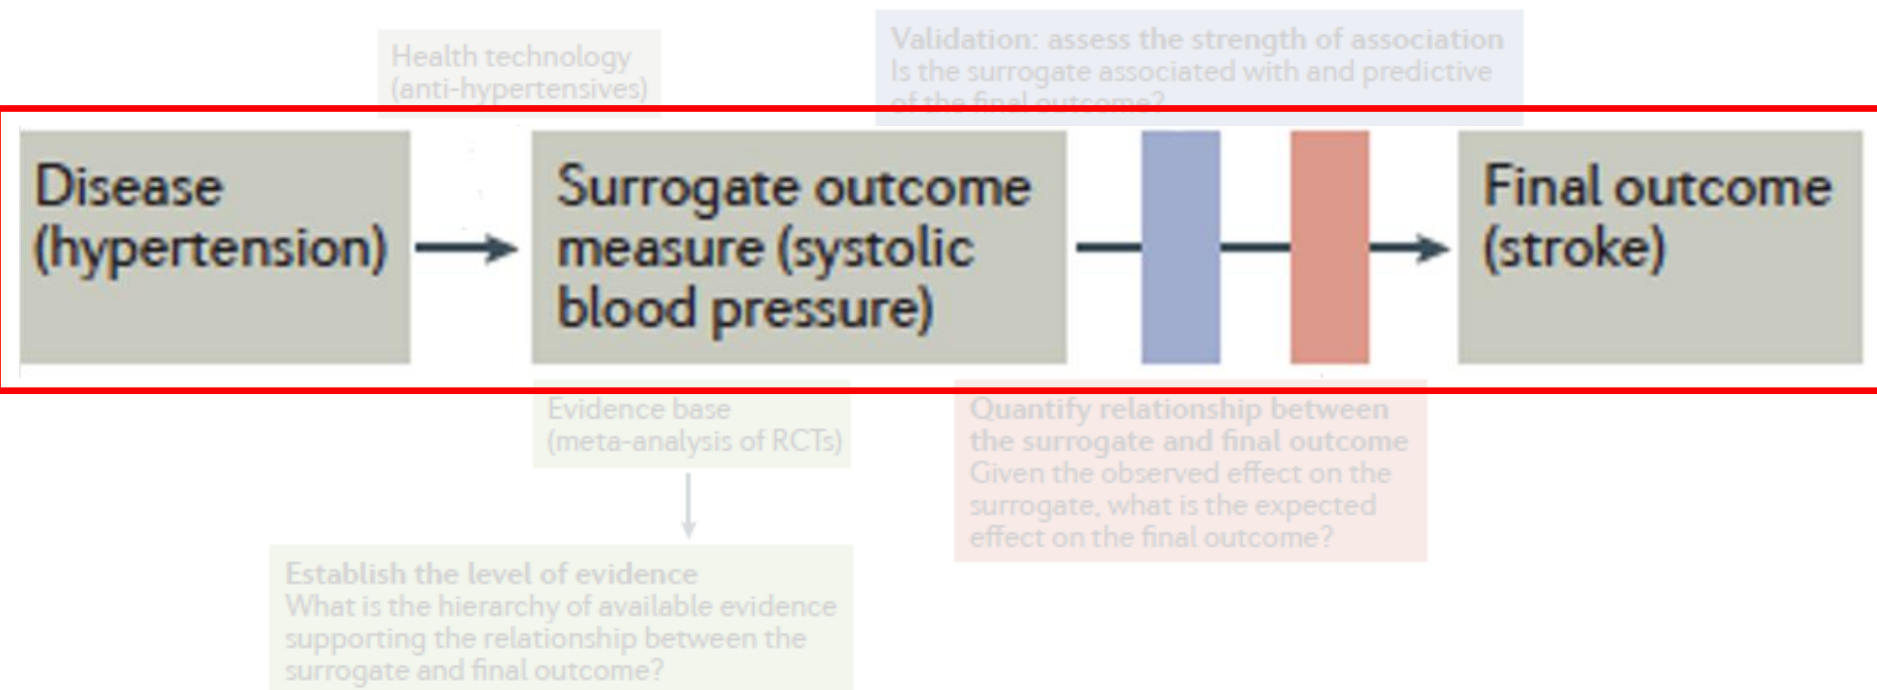 Health technology
(anti-hypertensives)
Validation: assess the strength of association
Is the surrogate associated with and predictive
of the final outcome?
Disease
(hypertension)
Surrogate outcome
measure (systolic
blood pressure)
Final outcome
(stroke)
Evidence base
(meta-analysis of RCTs)
Quantify relationship between
the surrogate and final outcome
Given the observed effect on the
surrogate, what is the expected
effect on the final outcome?
Establish the level of evidence
What is the hierarchy of available evidence
supporting the relationship between the
surrogate and final outcome?